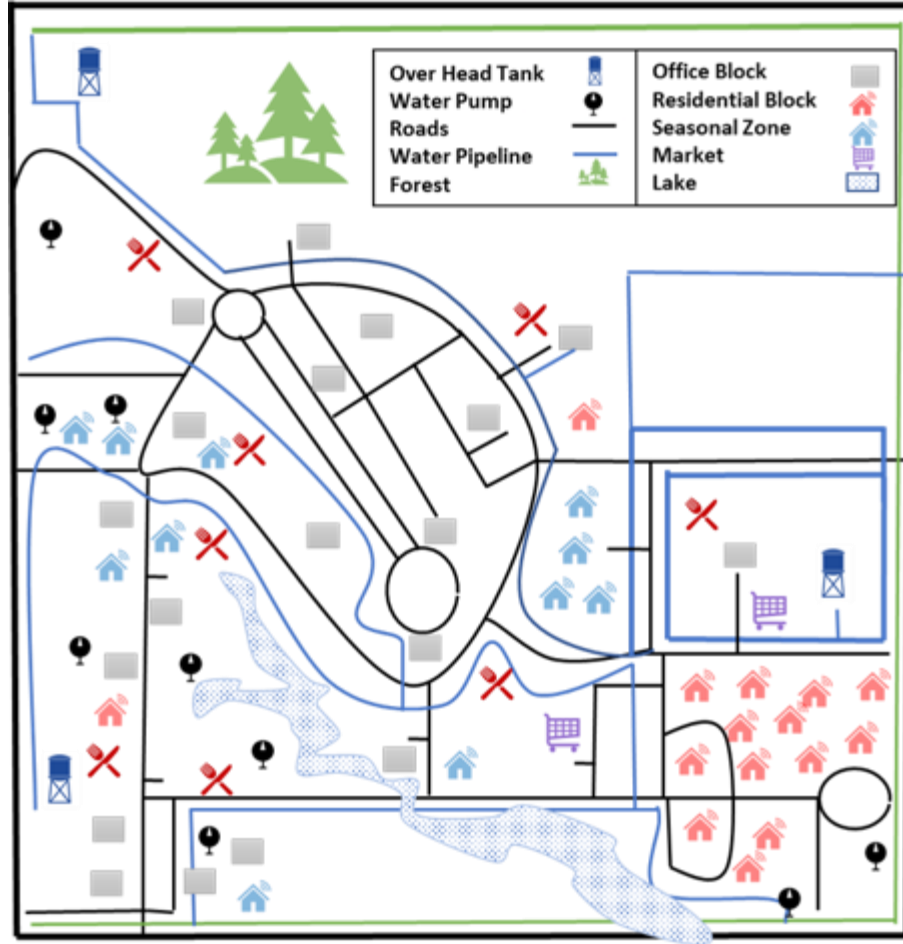 Over Head Tank
Water Pump
Roads
Water Pipeline
Forest
Office Block
Residential Block
Seasonal Zone
Market
Lake